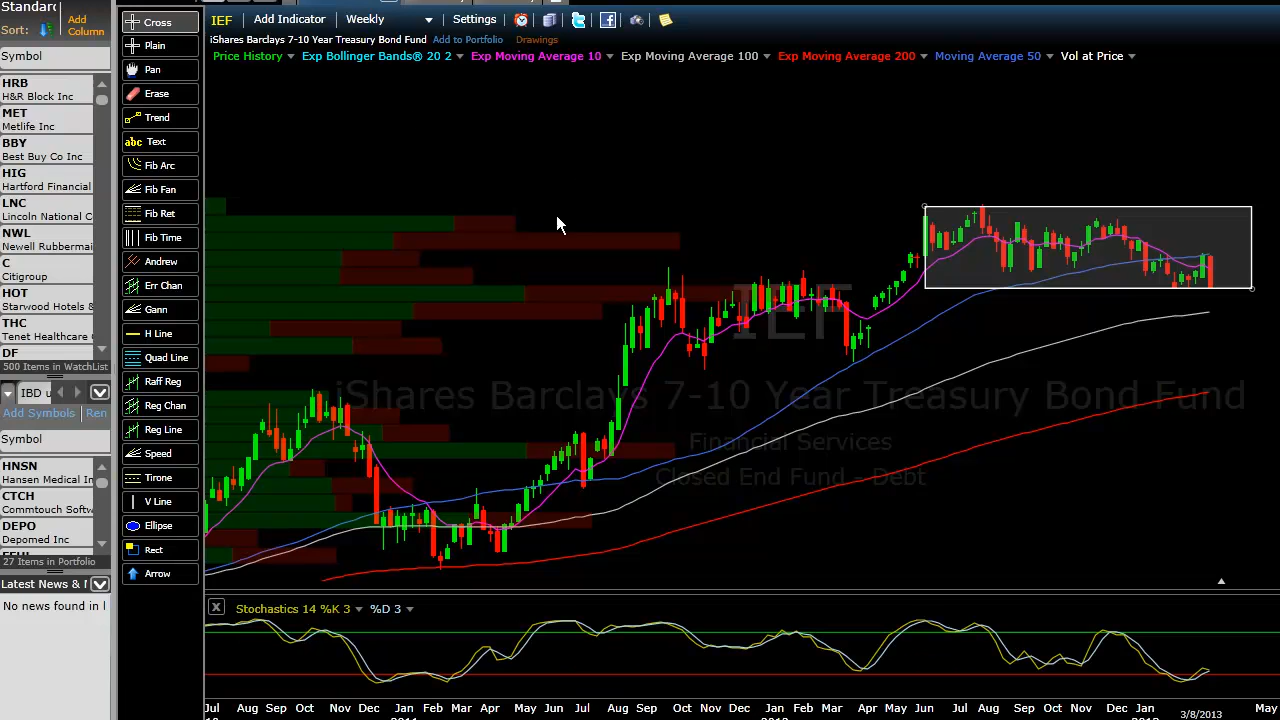 Standard
Sort:
Add Column
Symbol
HRB
H&R Block Inc
MET
Metlife Inc
BBY
Best Buy Co Inc
HIG
Hartford Financial
LNC
Lincoln National C
NWL
Newell Rubbermai
C
Citigroup
HOT
Starwood Hotels &
THC
Tenet Healthcare
DF
500 Items in WatchList
IBD u
Add Symbols Ren
Symbol
HNSN
Hansen Medical In
CTCH
Commtouch Softw
DEPO
Depomed Inc
27 Items in Portfolio
Latest News &
No news found in l
Cross
Plain
Pan
Erase
Trend
abc Text
Fib Arc
Fib Fan
Fib Ret
Fib Time
Andrew
Err Chan
Gann
H Line
Quad Line
Raff Reg
Reg Chan
Reg Line
Speed
Tirone
V Line
Ellipse
Rect
Arrow
IEF Add Indicator Weekly Settings
iShares Barclays 7-10 Year Treasury Bond Fund Add to Portfolio Drawings
Price History Exp Bollinger Bands® 20 2 Exp Moving Average 10 Exp Moving Average 100 Exp Moving Average 200 Moving Average 50 Vol at Price
IEF
iShares Barclays 7-10 Year Treasury Bond Fund
Financial Services
Closed End Fund - Debt
X Stochastics 14 %K 3 %D 3
Jul Aug Sep Oct Nov Dec Jan Feb Mar Apr May Jun Jul Aug Sep Oct Nov Dec Jan Feb Mar Apr May Jun Jul Aug Sep Oct Nov Dec Jan May
3/8/2013